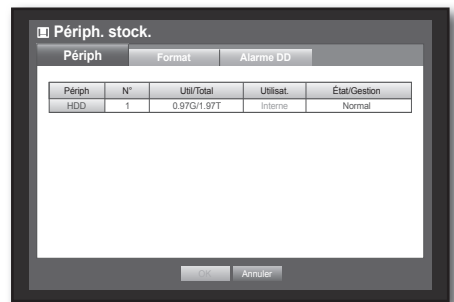 Périph. stock.
Périph Format Alarme DD
Périph N° Util/Total Utilisat. État/Gestion
HDD 1 0.97G/1.97T Interne Normal
OK Annuler